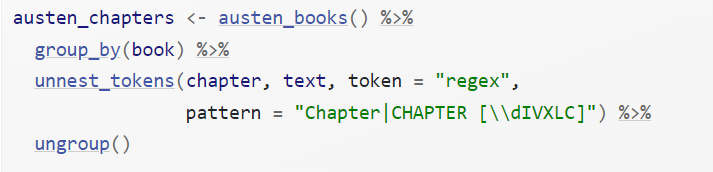 austen_chapters <- austen_books() %>%
  group_by(book) %>%
  unnest_tokens(chapter, text, token = "regex",
                pattern = "Chapter|CHAPTER [\\dIVXLC]") %>%
  ungroup()